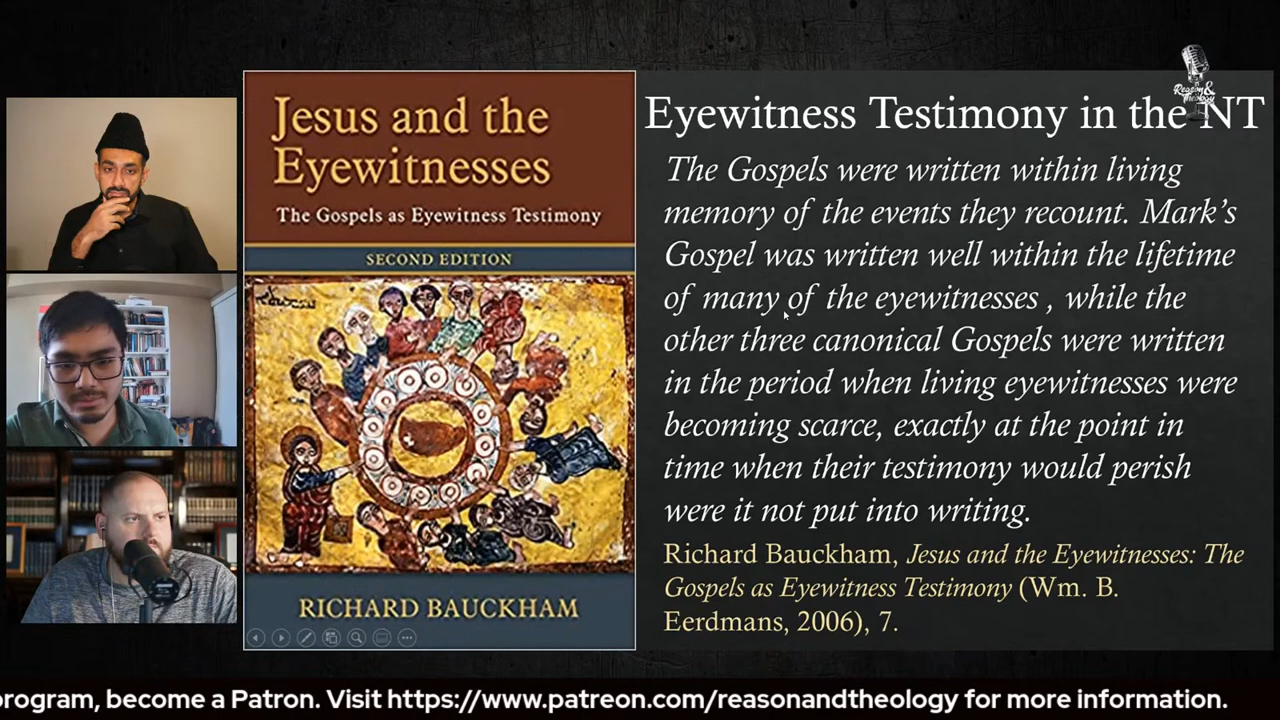 Jesus and the
Eyewitnesses
The Gospels as Eyewitness Testimony
SECOND EDITION
RICHARD BAUCKHAM
Reason &
Theology
Eyewitness Testimony in the NT
The Gospels were written within living
memory of the events they recount. Mark’s
Gospel was written well within the lifetime
of many of the eyewitnesses , while the
other three canonical Gospels were written
in the period when living eyewitnesses were
becoming scarce, exactly at the point in
time when their testimony would perish
were it not put into writing.
Richard Bauckham, Jesus and the Eyewitnesses: The
Gospels as Eyewitness Testimony (Wm. B.
Eerdmans, 2006), 7.
program, become a Patron. Visit https://www.patreon.com/reasonandtheology for more information.